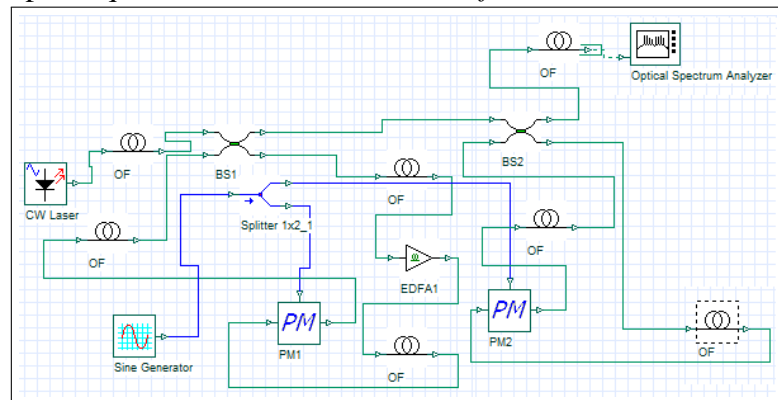 OF
Optical Spectrum Analyzer
OF
BS1
BS2
CW Laser
OF
Splitter 1x2_1
OF
OF
EDFA1
PM
PM
Sine Generator
PM1
PM2
OF
OF